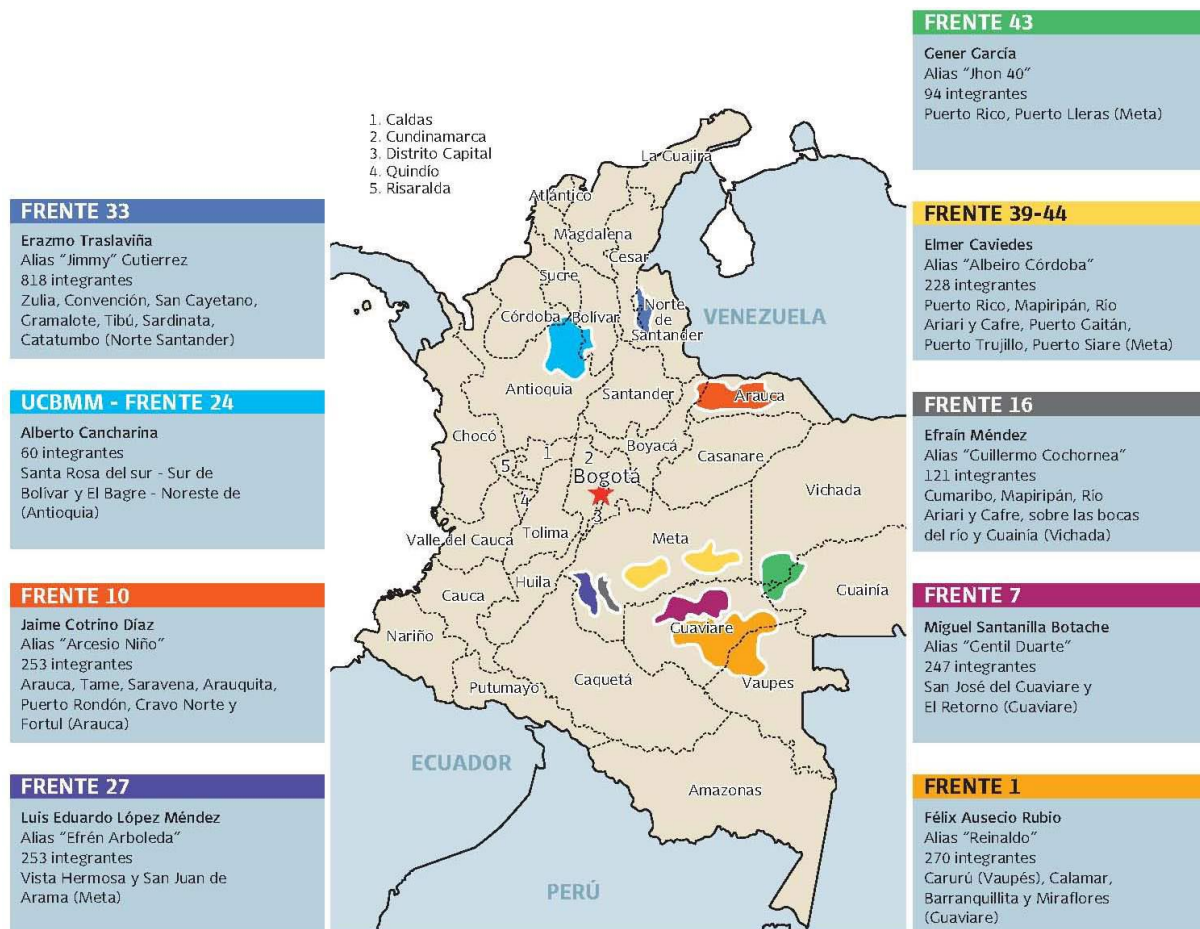 FRENTE 33
Erazmo Traslaviña
Alias "Jimmy" Gutierrez
818 integrantes
Zulia, Convención, San Cayetano,
Gramalote, Tibú, Sardinata,
Catatumbo (Norte Santander)
UCBMM - FRENTE 24
Alberto Cancharina
60 integrantes
Santa Rosa del sur - Sur de
Bolívar y El Bagre - Noreste de
(Antioquia)
FRENTE 10
Jaime Cotrino Díaz
Alias "Arcesio Niño"
253 integrantes
Arauca, Tame, Saravena, Arauquita,
Puerto Rondón, Cravo Norte y
Fortul (Arauca)
FRENTE 27
Luis Eduardo López Méndez
Alias "Efrén Arboleda"
253 integrantes
Vista Hermosa y San Juan de
Arama (Meta)
1. Caldas
2. Cundinamarca
3. Distrito Capital
4. Quindío
5. Risaralda
La Guajira
Atlántico
Magdalena
Cesar
Sucre
Norte
de
Santander
Córdoba
Bolívar
VENEZUELA
Antioquia
Santander
Arauca
Chocó
Boyacá
Casanare
1
2
5
Bogotá
Vichada
4
3
Valle del Cauca
Tolima
Meta
Huila
Cauca
Guainía
Nariño
Guaviare
Caquetá
Putumayo
Vaupes
ECUADOR
Amazonas
PERÚ
FRENTE 43
Gener García
Alias "Jhon 40"
94 integrantes
Puerto Rico, Puerto Lleras (Meta)
FRENTE 39-44
Elmer Caviedes
Alias "Albeiro Córdoba"
228 integrantes
Puerto Rico, Mapiripán, Río
Ariari y Cafre, Puerto Gaitán,
Puerto Trujillo, Puerto Siare (Meta)
FRENTE 16
Efraín Méndez
Alias "Guillermo Cochornea"
121 integrantes
Cumaribo, Mapiripán, Río
Ariari y Cafre, sobre las bocas
del río y Guainía (Vichada)
FRENTE 7
Miguel Santanilla Botache
Alias "Gentil Duarte"
247 integrantes
San José del Guaviare y
El Retorno (Guaviare)
FRENTE 1
Félix Ausecio Rubio
Alias "Reinaldo"
270 integrantes
Carurú (Vaupés), Calamar,
Barranquillita y Miraflores
(Guaviare)